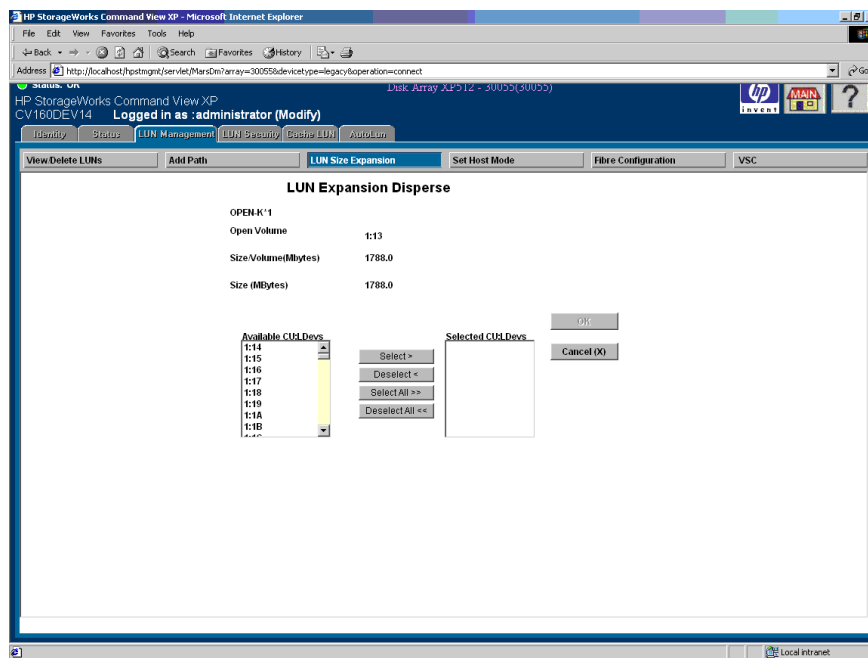 HP StorageWorks Command View XP - Microsoft Internet Explorer
File Edit View Favorites Tools Help
Back Search Favorites History
Address http://localhost/hpstmgmt/servlet/MarsDm?array=30055&devicetype=legacy&operation=connect Go
Status: OK Disk Array XP512 - 30055(30055)
HP StorageWorks Command View XP
CV160DEV14 Logged in as :administrator (Modify)
hp invent MAIN ?
Identity Status LUN Management LUN Security Cache LUN AutoLun
View/Delete LUNs Add Path LUN Size Expansion Set Host Mode Fibre Configuration VSC
LUN Expansion Disperse
OPEN-K*1
Open Volume 1:13
Size/Volume(Mbytes) 1788.0
Size (MBytes) 1788.0
OK
Cancel (X)
Available CU:LDevs
1:14
1:15
1:16
1:17
1:18
1:19
1:1A
1:1B
Select >
Deselect <
Select All >>
Deselect All <<
Selected CU:LDevs
Local intranet